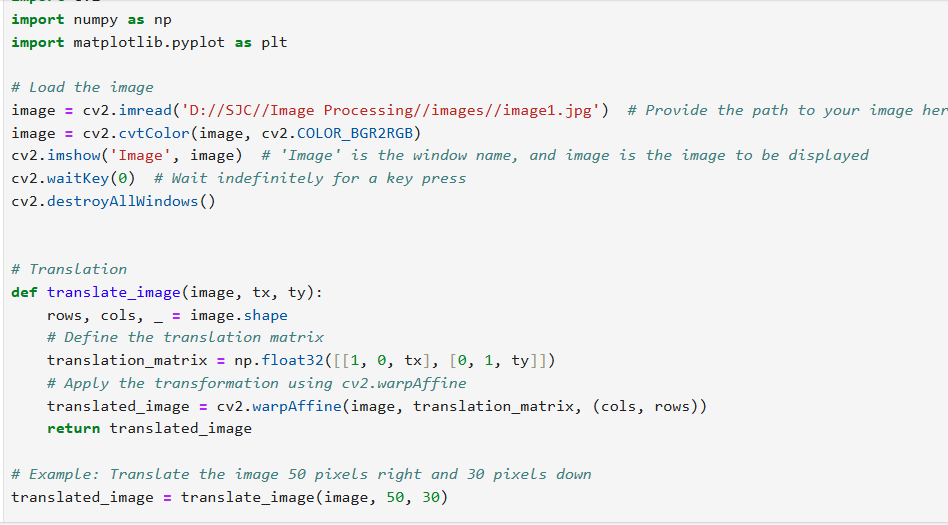 import numpy as np
import matplotlib.pyplot as plt
# Load the image
image = cv2.imread('D://SJC//Image Processing//images//image1.jpg')  # Provide the path to your image
image = cv2.cvtColor(image, cv2.COLOR_BGR2RGB)
cv2.imshow('Image', image)  # 'Image' is the window name, and image is the image to be displayed
cv2.waitKey(0)  # Wait indefinitely for a key press
cv2.destroyAllWindows()
# Translation
def translate_image(image, tx, ty):
    rows, cols, _ = image.shape
    # Define the translation matrix
    translation_matrix = np.float32([[1, 0, tx], [0, 1, ty]])
    # Apply the transformation using cv2.warpAffine
    translated_image = cv2.warpAffine(image, translation_matrix, (cols, rows))
    return translated_image
# Example: Translate the image 50 pixels right and 30 pixels down
translated_image = translate_image(image, 50, 30)